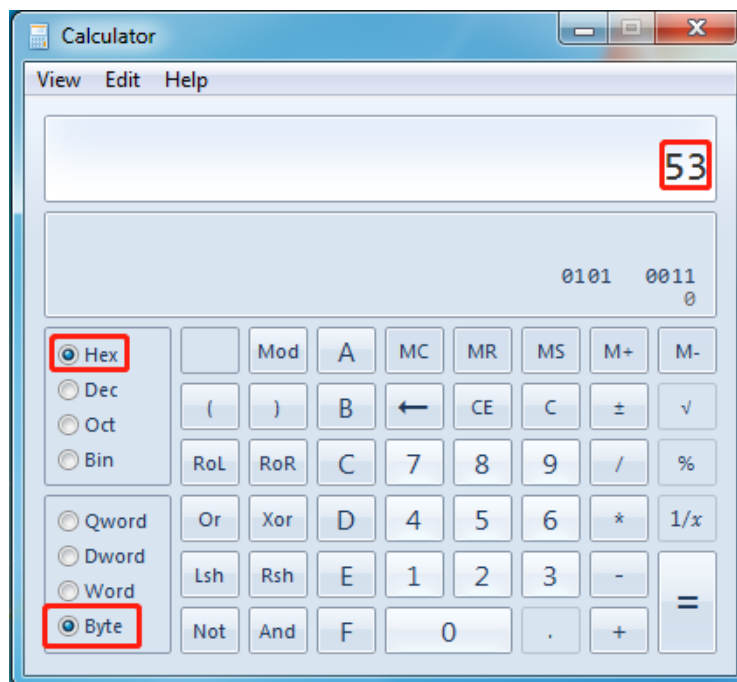 Calculator
View Edit Help
53
0101 0011
0
Hex
Dec
Oct
Bin
Qword
Dword
Word
Byte
Mod A MC MR MS M+ M-
( ) B ← CE C ± √
RoL RoR C 7 8 9 / %
Or Xor D 4 5 6 * 1/x
Lsh Rsh E 1 2 3 - =
Not And F 0 . +